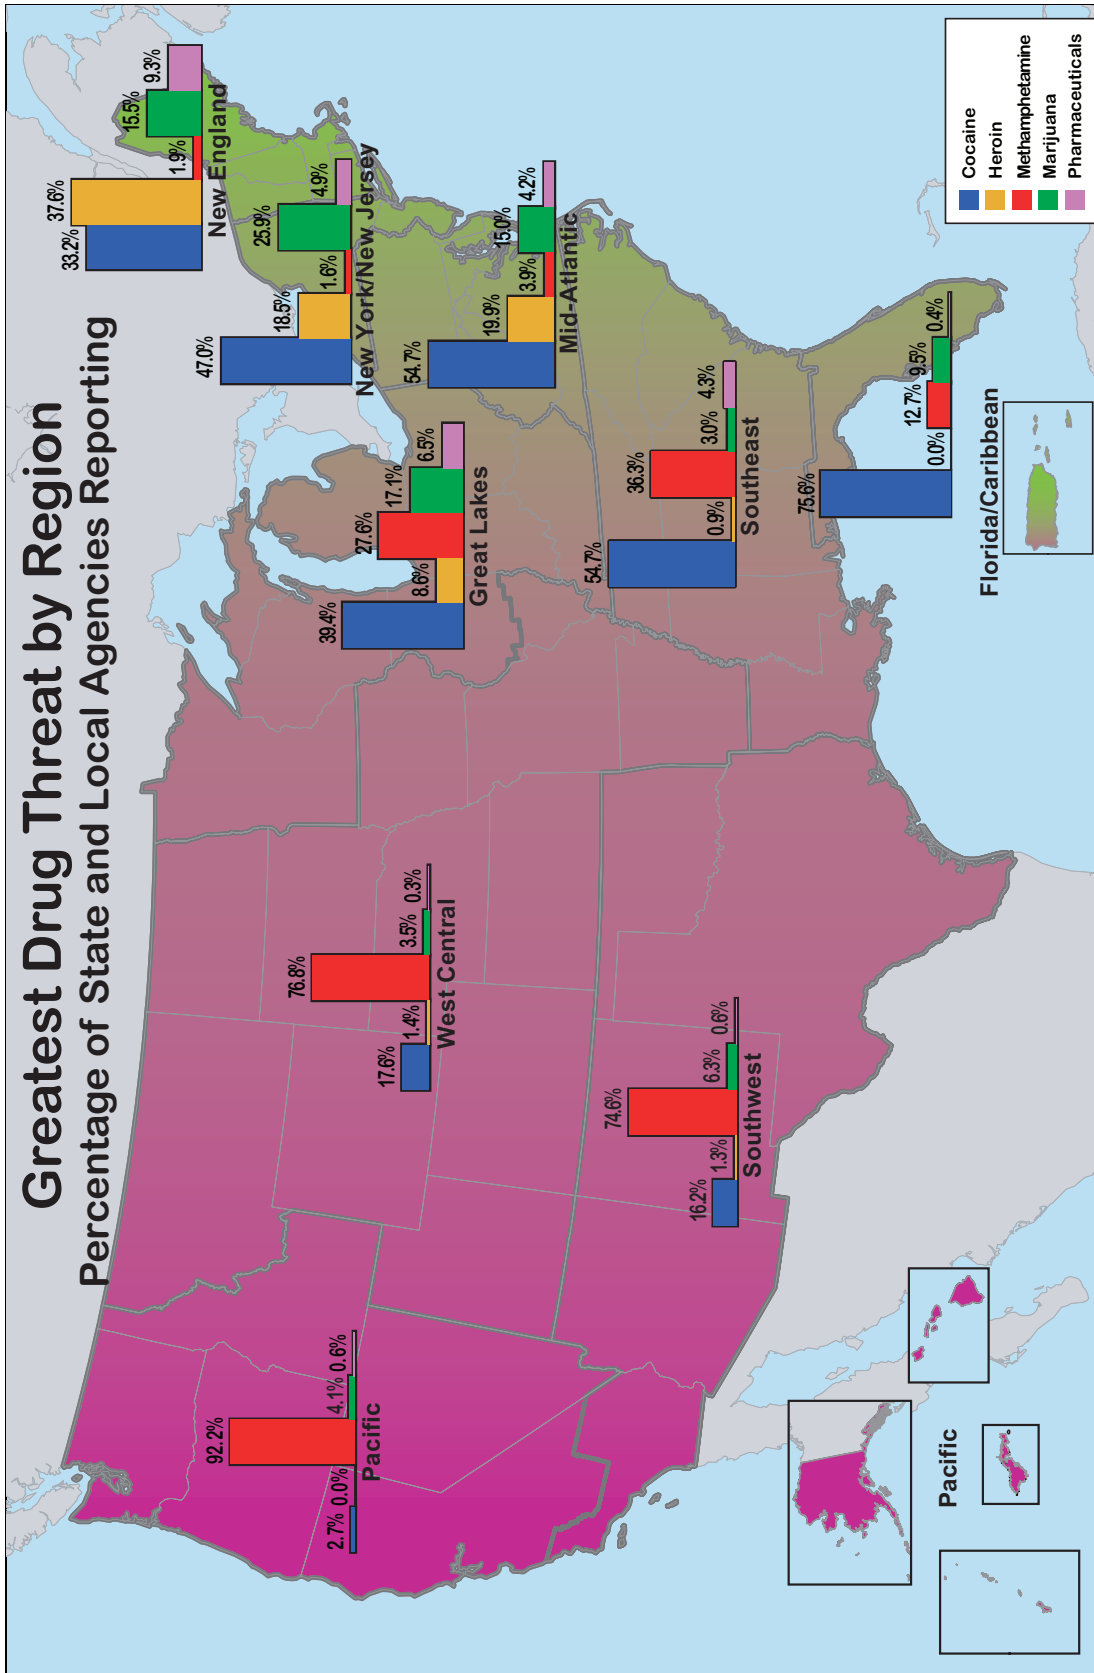 Greatest Drug Threat by Region
Percentage of State and Local Agencies Reporting
92.2%
2.7% 0.0% 4.1% 0.6%
Pacific
76.8%
17.6% 1.4% 3.5% 0.3%
West Central
74.6%
16.2% 1.3% 6.3% 0.6%
Southwest
39.4% 8.6% 27.6% 17.1% 6.5%
Great Lakes
54.7% 0.9% 36.3% 3.0% 4.3%
Southeast
75.6% 0.0% 12.7% 9.5% 0.4%
Florida/Caribbean
47.0% 18.5% 1.6% 25.9% 4.9%
New York/New Jersey
54.7% 19.9% 3.9% 15.0% 4.2%
Mid-Atlantic
33.2% 37.6% 1.9% 15.5% 9.3%
New England
Pacific
Cocaine
Heroin
Methamphetamine
Marijuana
Pharmaceuticals